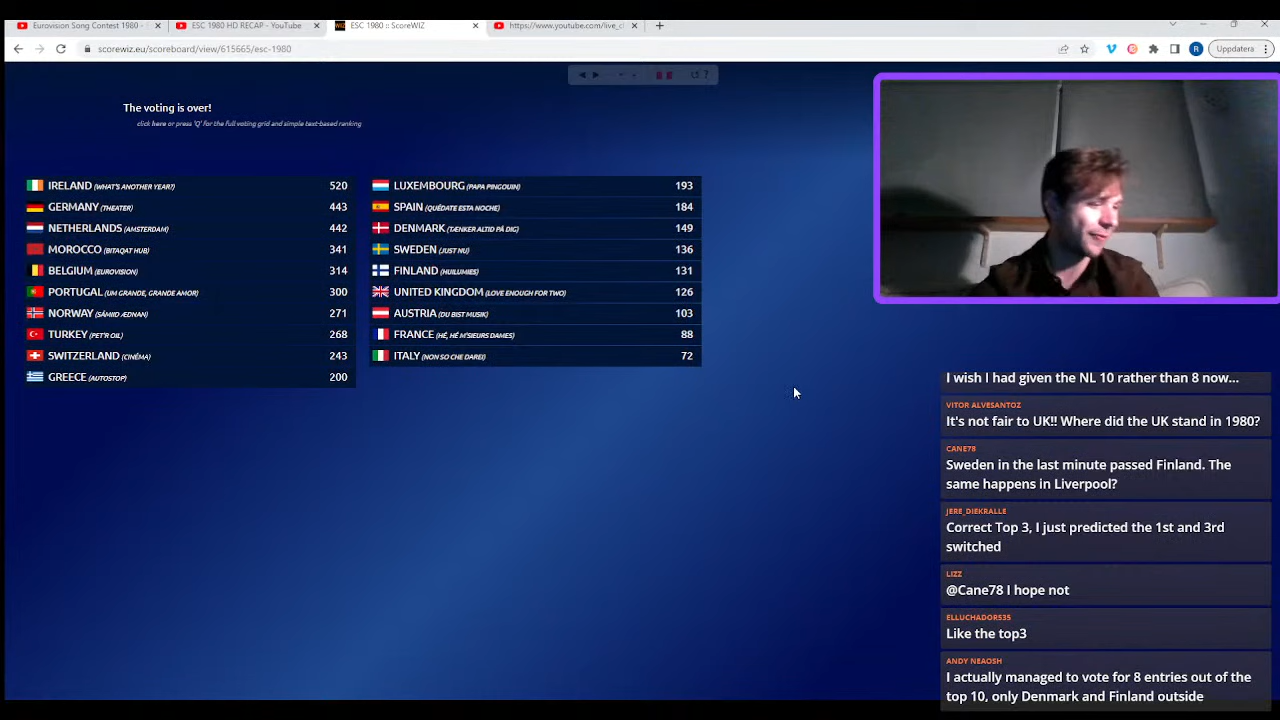 Eurovision Song Contest 1980 -
ESC 1980 HD RECAP - YouTube
WIZ ESC 1980 :: ScoreWIZ
https://www.youtube.com/live_c
scorewiz.eu/scoreboard/view/615665/esc-1980
R
Uppdatera
The voting is over!
click here or press 'Q' for the full voting grid and simple text-based ranking
IRELAND (WHAT'S ANOTHER YEAR?) 520
GERMANY (THEATER) 443
NETHERLANDS (AMSTERDAM) 442
MOROCCO (BITAQAT HUB) 341
BELGIUM (EUROVISION) 314
PORTUGAL (UM GRANDE, GRANDE AMOR) 300
NORWAY (SÁMIID ÆDNAN) 271
TURKEY (PET'R OIL) 268
SWITZERLAND (CINÉMA) 243
GREECE (AUTOSTOP) 200
LUXEMBOURG (PAPA PINGOUIN) 193
SPAIN (QUÉDATE ESTA NOCHE) 184
DENMARK (TÆNKER ALTID PÅ DIG) 149
SWEDEN (JUST NU) 136
FINLAND (HUILUMIES) 131
UNITED KINGDOM (LOVE ENOUGH FOR TWO) 126
AUSTRIA (DU BIST MUSIK) 103
FRANCE (HÉ, HÉ M'SIEURS DAMES) 88
ITALY (NON SO CHE DAREI) 72
I wish I had given the NL 10 rather than 8 now...
VITOR ALVESANTOZ
It's not fair to UK!! Where did the UK stand in 1980?
CANE78
Sweden in the last minute passed Finland. The
same happens in Liverpool?
JERE_DIEKRALLE
Correct Top 3, I just predicted the 1st and 3rd
switched
LIZZ
@Cane78 I hope not
ELLUCHADOR535
Like the top3
ANDY NEAOSH
I actually managed to vote for 8 entries out of the
top 10, only Denmark and Finland outside